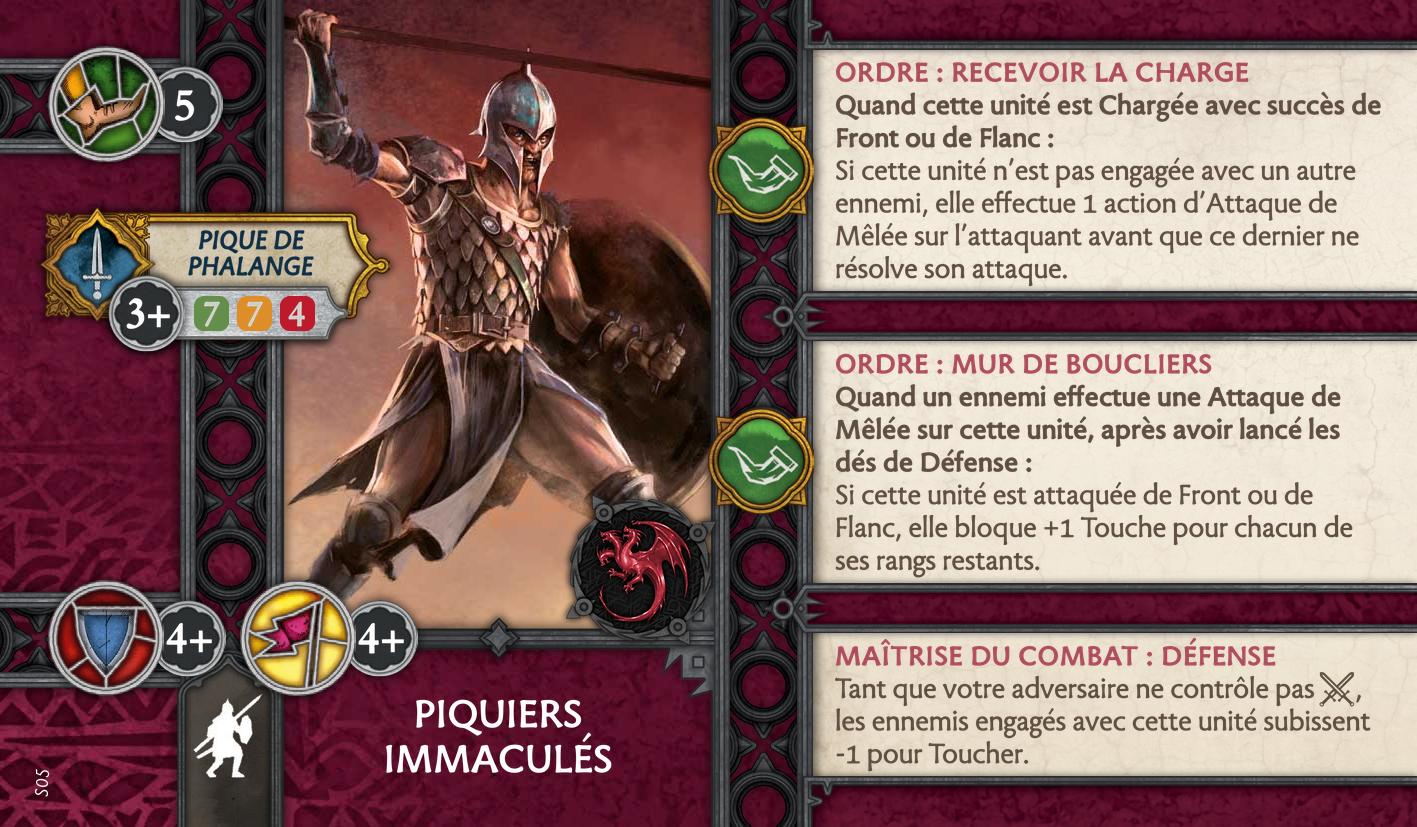 5
PIQUE DE
PHALANGE
3+ 7 7 4
4+ 4+
PIQUIERS
IMMACULÉS
S05
ORDRE : RECEVOIR LA CHARGE
Quand cette unité est Chargée avec succès de
Front ou de Flanc :
Si cette unité n'est pas engagée avec un autre
ennemi, elle effectue 1 action d'Attaque de
Mêlée sur l'attaquant avant que ce dernier ne
résolve son attaque.
ORDRE : MUR DE BOUCLIERS
Quand un ennemi effectue une Attaque de
Mêlée sur cette unité, après avoir lancé les
dés de Défense :
Si cette unité est attaquée de Front ou de
Flanc, elle bloque +1 Touche pour chacun de
ses rangs restants.
MAÎTRISE DU COMBAT : DÉFENSE
Tant que votre adversaire ne contrôle pas ,
les ennemis engagés avec cette unité subissent
-1 pour Toucher.